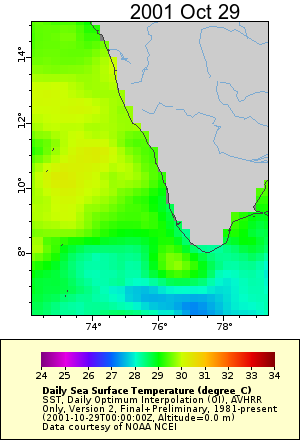 2001 Oct 29
14°
12°
10°
8°
74°
76°
78°
24 25 26 27 28 29 30 31 32 33 34
Daily Sea Surface Temperature (degree_C)
SST, Daily Optimum Interpolation (OI), AVHRR
Only, Version 2, Final+Preliminary, 1981-present
(2001-10-29T00:00:00Z, Altitude=0.0 m)
Data courtesy of NOAA NCEI